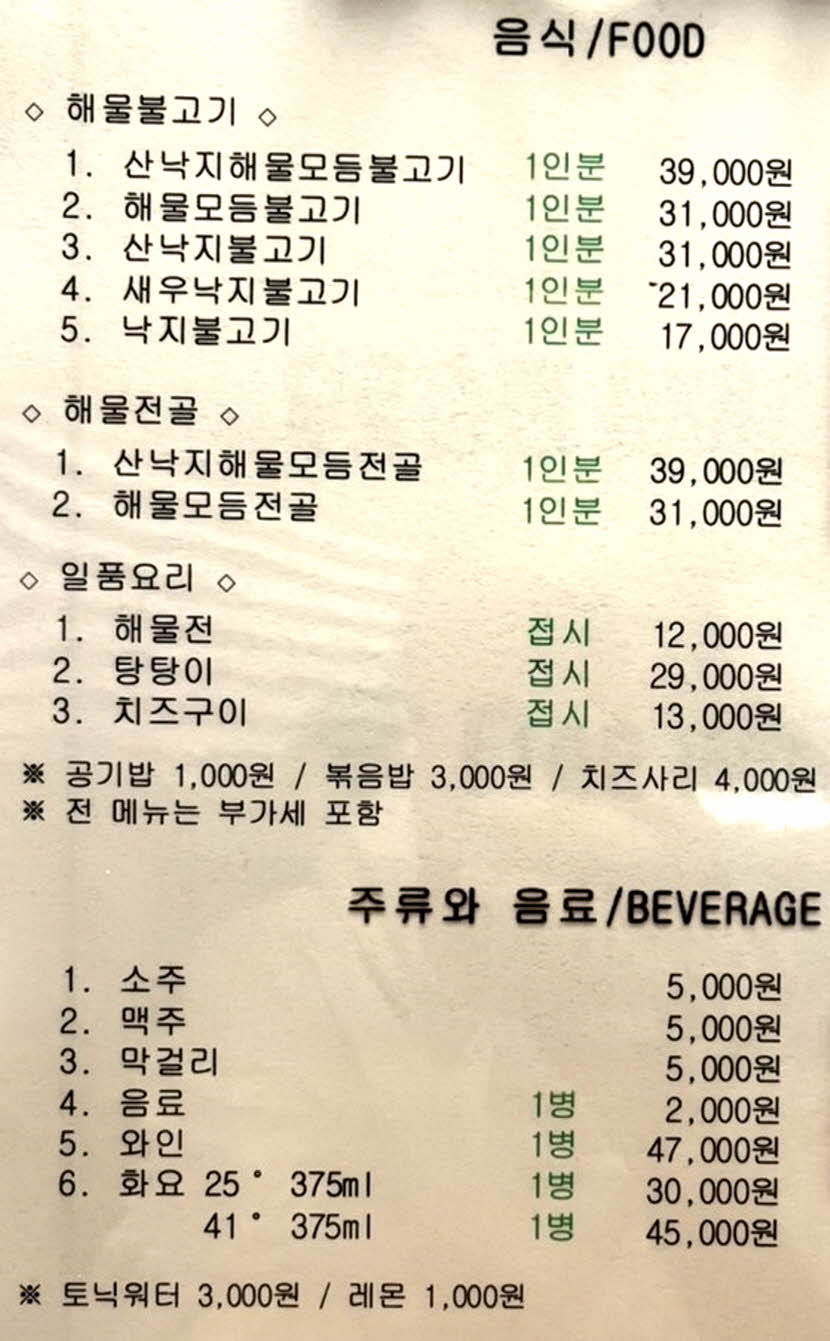 음식/FOOD
◇ 해물불고기 ◇
1. 산낙지해물모듬불고기 1인분 39,000원
2. 해물모듬불고기 1인분 31,000원
3. 산낙지불고기 1인분 31,000원
4. 새우낙지불고기 1인분 21,000원
5. 낙지불고기 1인분 17,000원
◇ 해물전골 ◇
1. 산낙지해물모듬전골 1인분 39,000원
2. 해물모듬전골 1인분 31,000원
◇ 일품요리 ◇
1. 해물전 접시 12,000원
2. 탕탕이 접시 29,000원
3. 치즈구이 접시 13,000원
※ 공기밥 1,000원 / 볶음밥 3,000원 / 치즈사리 4,000원
※ 전 메뉴는 부가세 포함
주류와 음료/BEVERAGE
1. 소주 5,000원
2. 맥주 5,000원
3. 막걸리 5,000원
4. 음료 1병 2,000원
5. 와인 1병 47,000원
6. 화요 25° 375ml 1병 30,000원
41° 375ml 1병 45,000원
※ 토닉워터 3,000원 / 레몬 1,000원